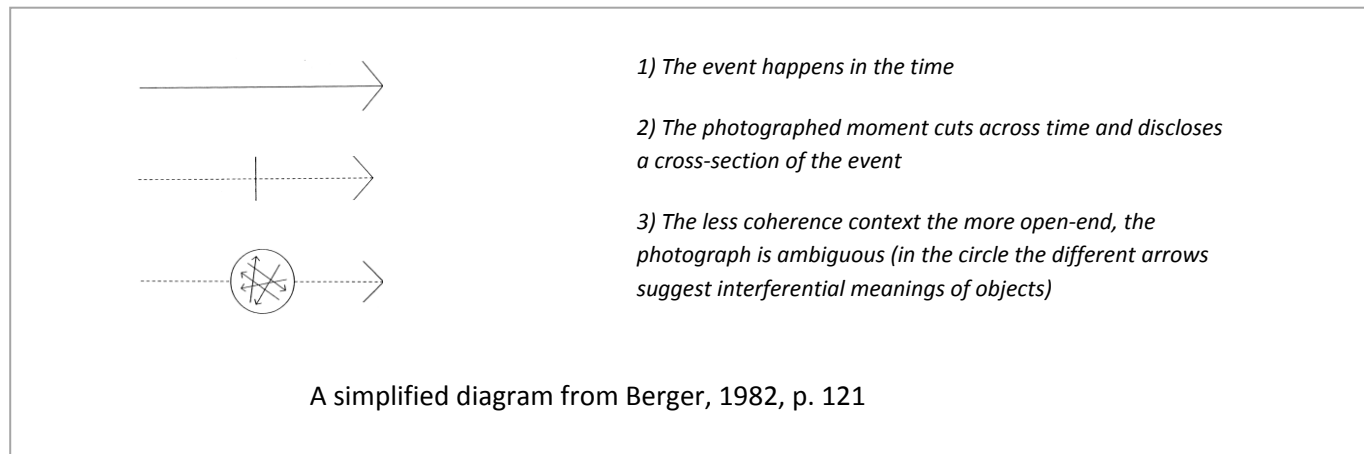 1) The event happens in the time
2) The photographed moment cuts across time and discloses
a cross-section of the event
3) The less coherence context the more open-end, the
photograph is ambiguous (in the circle the different arrows
suggest interferential meanings of objects)
A simplified diagram from Berger, 1982, p. 121